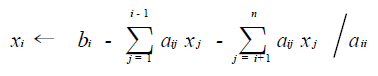 xᵢ ← bᵢ - ∑_{j = 1}^{i - 1} aᵢⱼ xⱼ - ∑_{j = i+1}^{n} aᵢⱼ xⱼ / aᵢᵢ